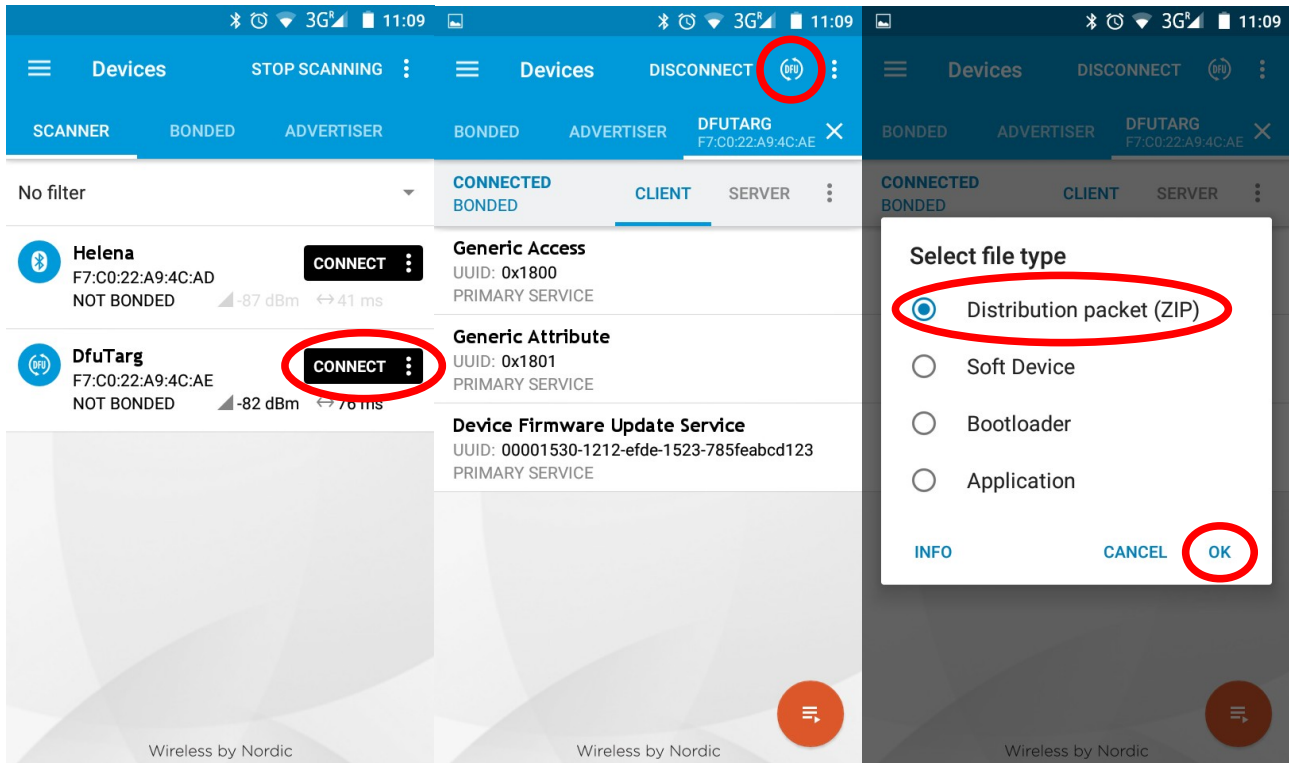 3G R 11:09
Devices
STOP SCANNING
SCANNER BONDED ADVERTISER
No filter
Helena
F7:C0:22:A9:4C:AD
NOT BONDED -87 dBm 41 ms
CONNECT
DFU
DfuTarg
F7:C0:22:A9:4C:AE
NOT BONDED -82 dBm 76 ms
CONNECT
Wireless by Nordic
3G R 11:09
Devices
DISCONNECT DFU
BONDED ADVERTISER DFUTARG
F7:C0:22:A9:4C:AE
CONNECTED
BONDED
CLIENT SERVER
Generic Access
UUID: 0x1800
PRIMARY SERVICE
Generic Attribute
UUID: 0x1801
PRIMARY SERVICE
Device Firmware Update Service
UUID: 00001530-1212-efde-1523-785feabcd123
PRIMARY SERVICE
Wireless by Nordic
3G R 11:09
Devices
DISCONNECT DFU
BONDED ADVERTISER DFUTARG
F7:C0:22:A9:4C:AE
CONNECTED
BONDED
CLIENT SERVER
Select file type
Distribution packet (ZIP)
Soft Device
Bootloader
Application
INFO CANCEL OK
Wireless by Nordic